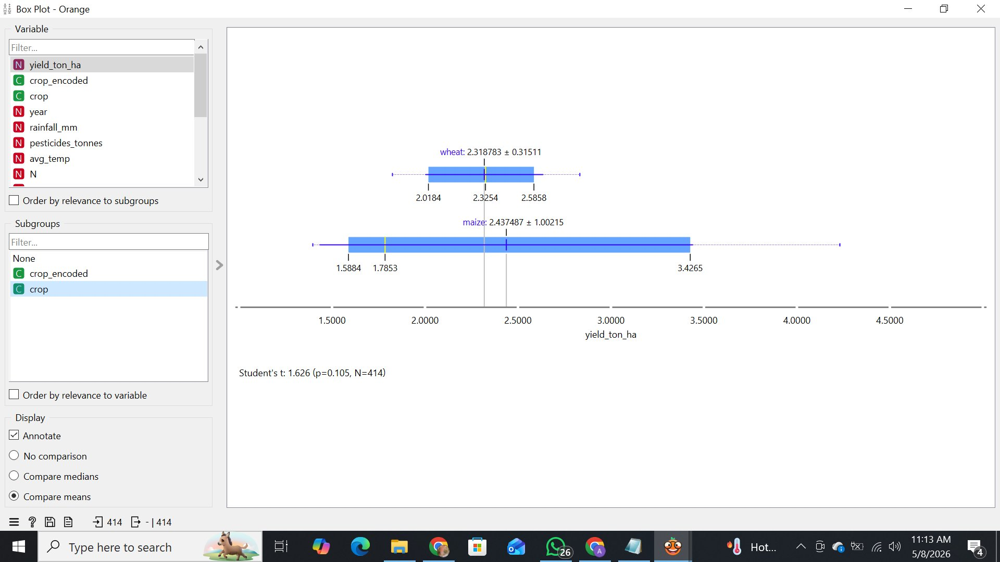 Box Plot - Orange
Variable
Filter...
N yield_ton_ha
C crop_encoded
C crop
N year
N rainfall_mm
N pesticides_tonnes
N avg_temp
N N
Order by relevance to subgroups
Subgroups
Filter...
None
C crop_encoded
C crop
Order by relevance to variable
Display
Annotate
No comparison
Compare medians
Compare means
414 - | 414
wheat: 2.318783 ± 0.31511
2.0184 2.3254 2.5858
maize: 2.437487 ± 1.00215
1.5884 1.7853 3.4265
1.5000 2.0000 2.5000 3.0000 3.5000 4.0000 4.5000
yield_ton_ha
Student's t: 1.626 (p=0.105, N=414)
Type here to search
26
A
Hot...
11:13 AM
5/8/2026
4